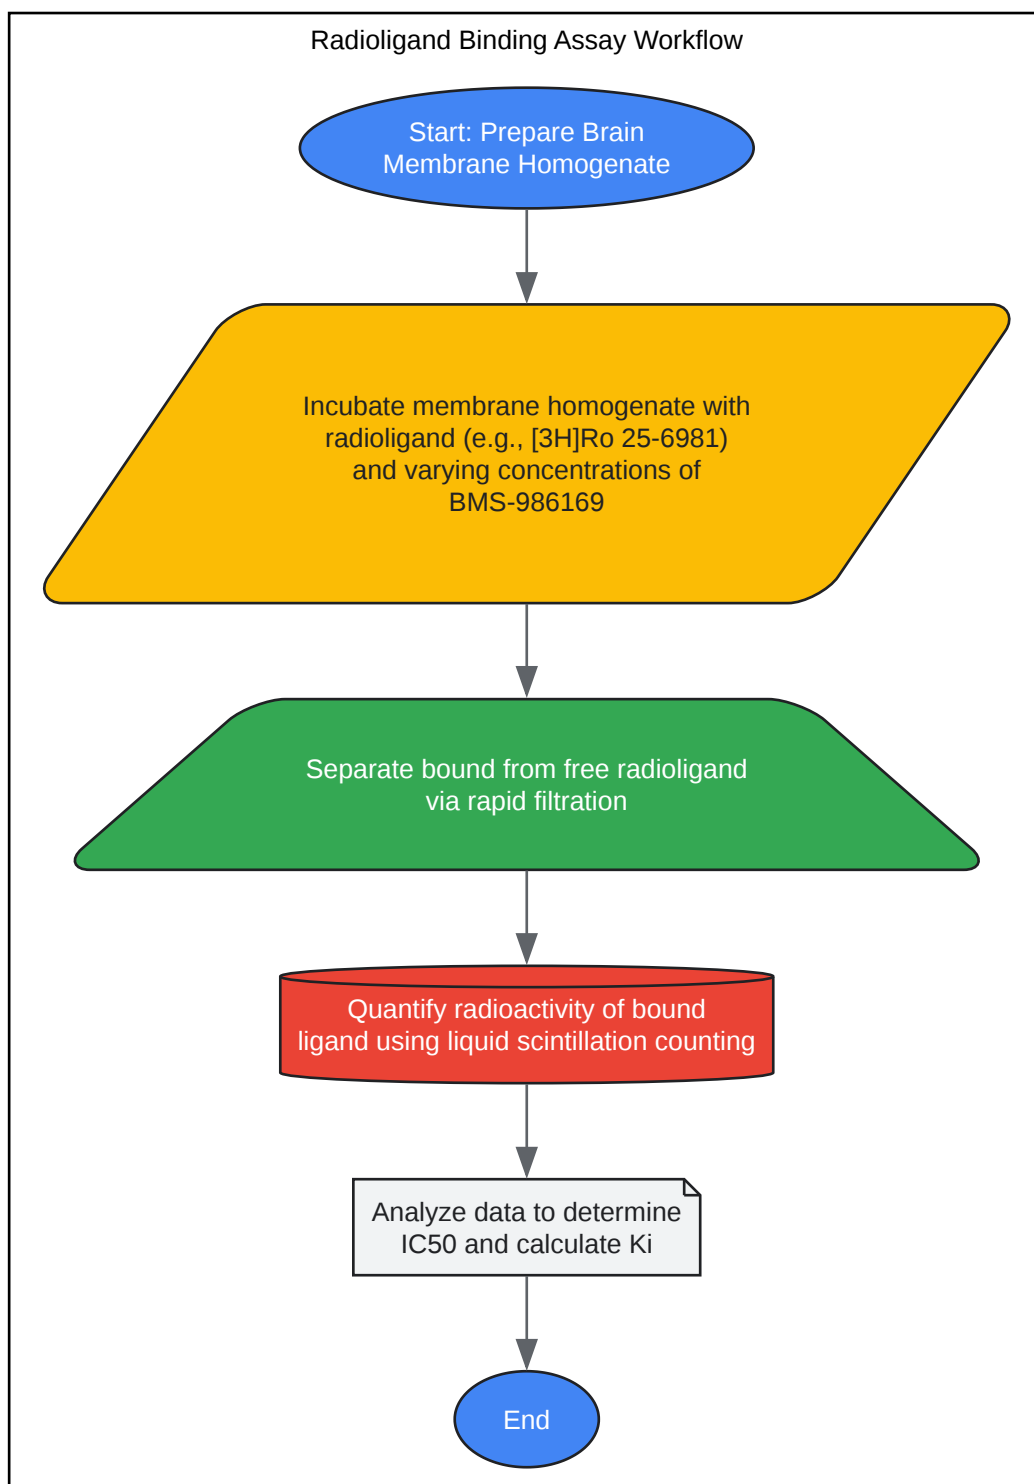 Radioligand Binding Assay Workflow
Start: Prepare Brain
Membrane Homogenate
Incubate membrane homogenate with
radioligand (e.g., [3H]Ro 25-6981)
and varying concentrations of
BMS-986169
Separate bound from free radioligand
via rapid filtration
Quantify radioactivity of bound
ligand using liquid scintillation counting
Analyze data to determine
IC50 and calculate Ki
End